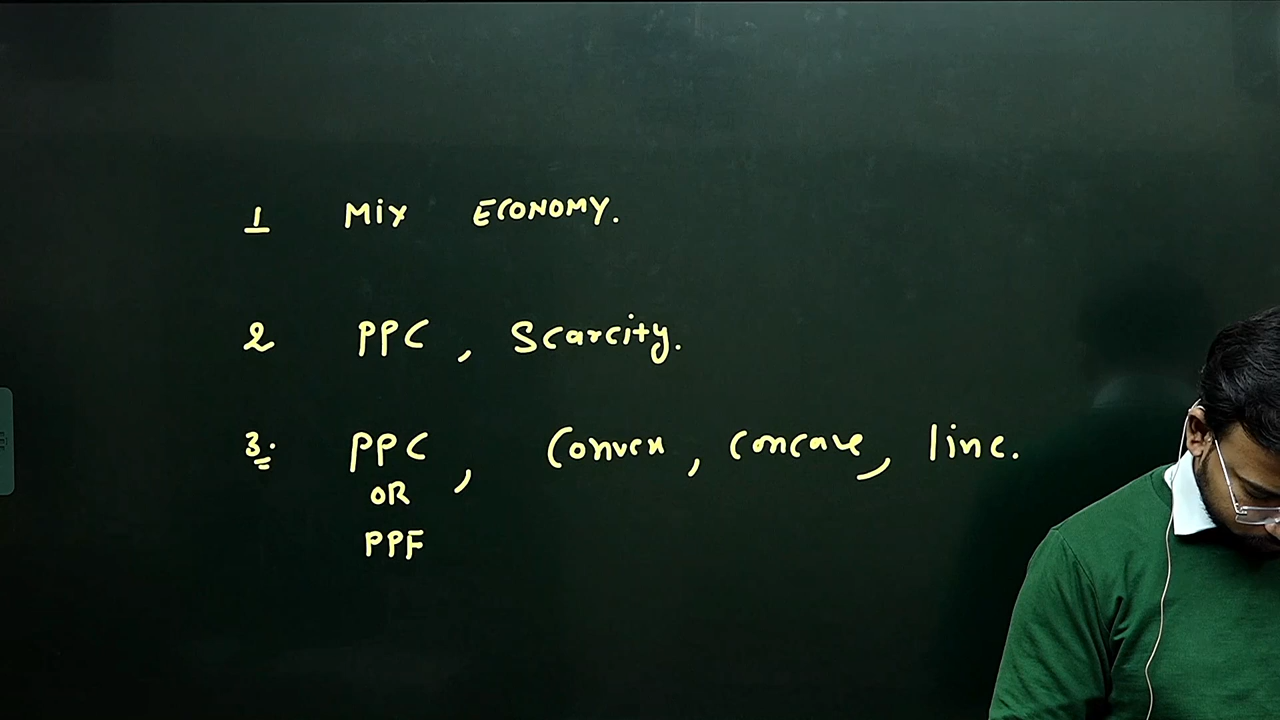 1 Mix ECONOMY.
2 PPC, Scarcity.
3. PPC, Convex, concave, line.
OR
PPF